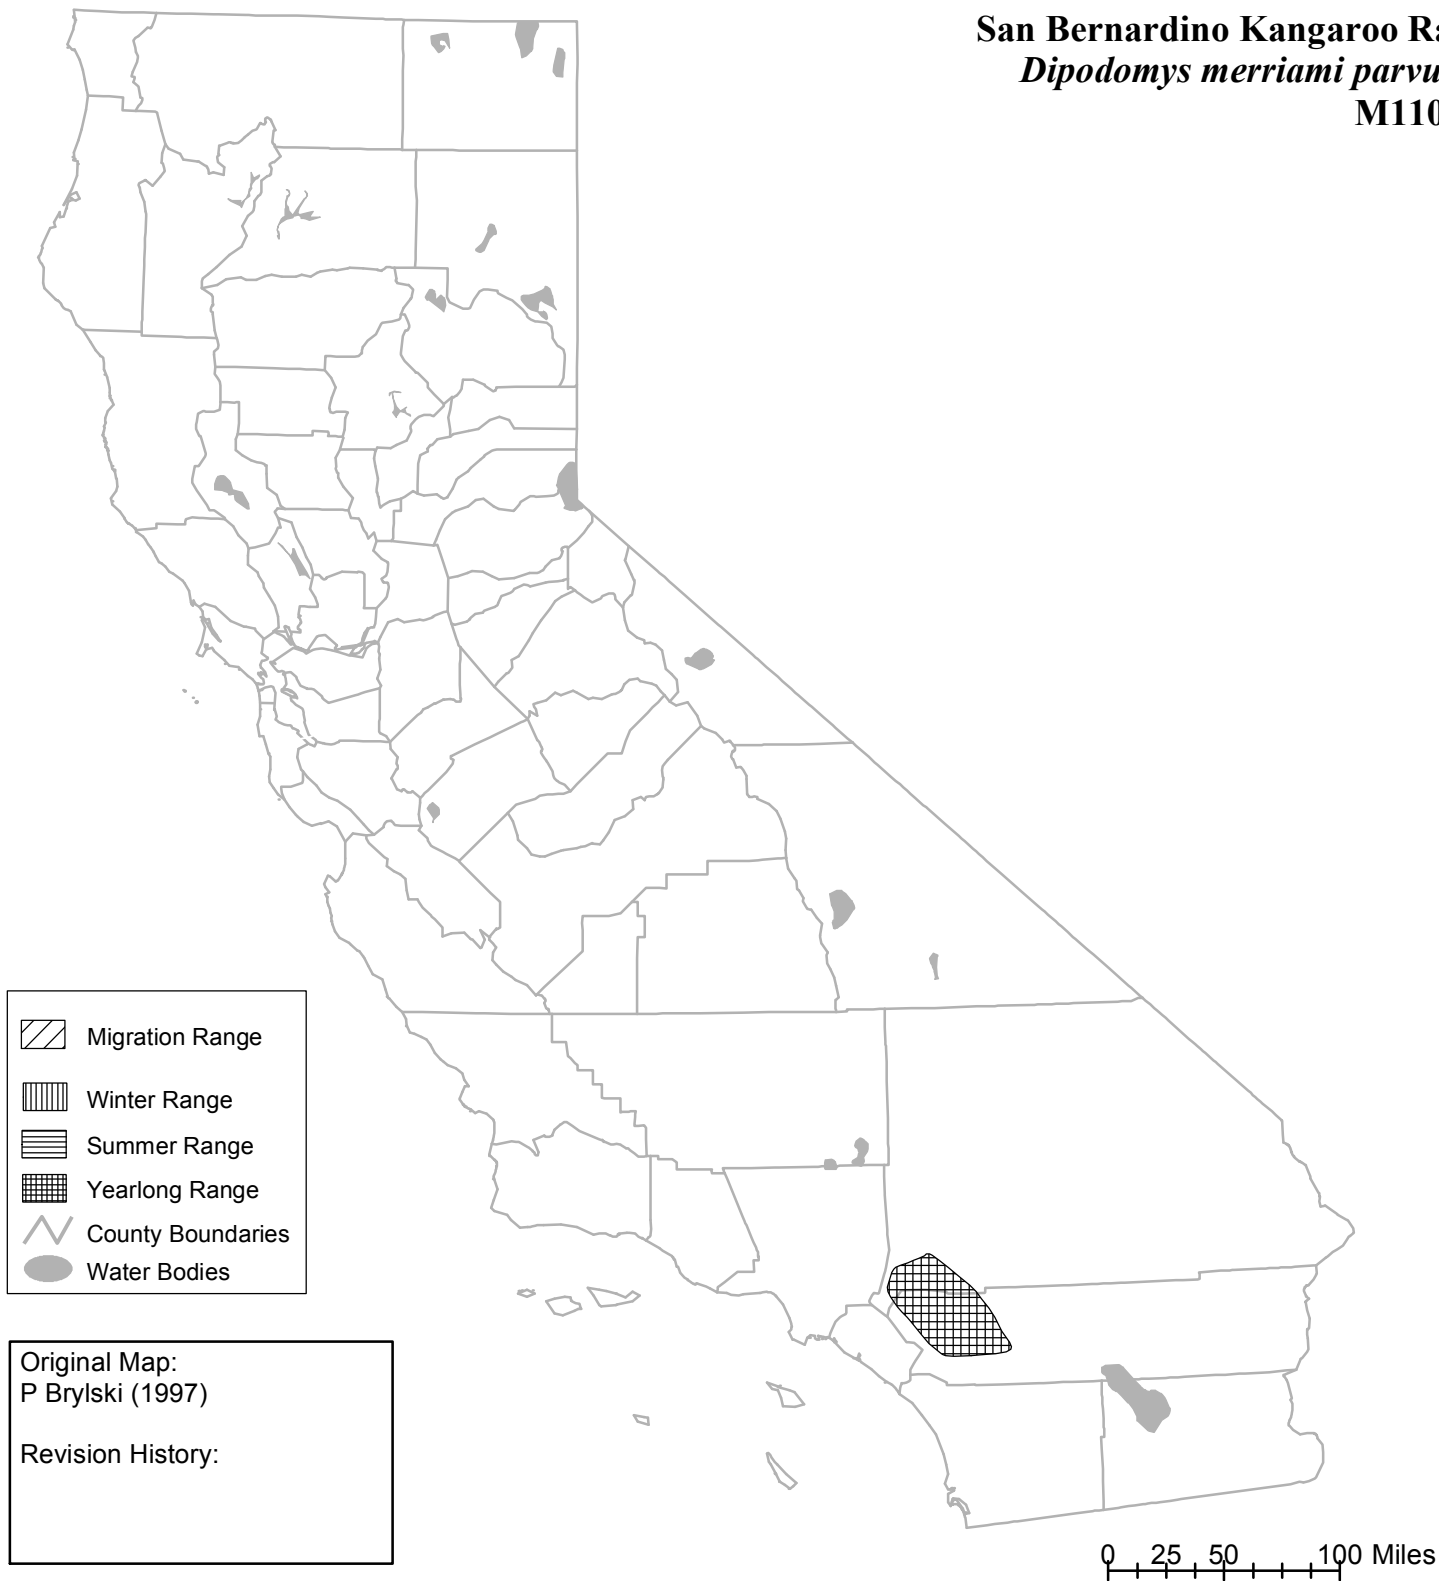 San Bernardino Kangaroo Ra
Dipodomys merriami parvu
M110
Migration Range
Winter Range
Summer Range
Yearlong Range
County Boundaries
Water Bodies
Original Map:
P Brylski (1997)
Revision History:
0 25 50 100 Miles